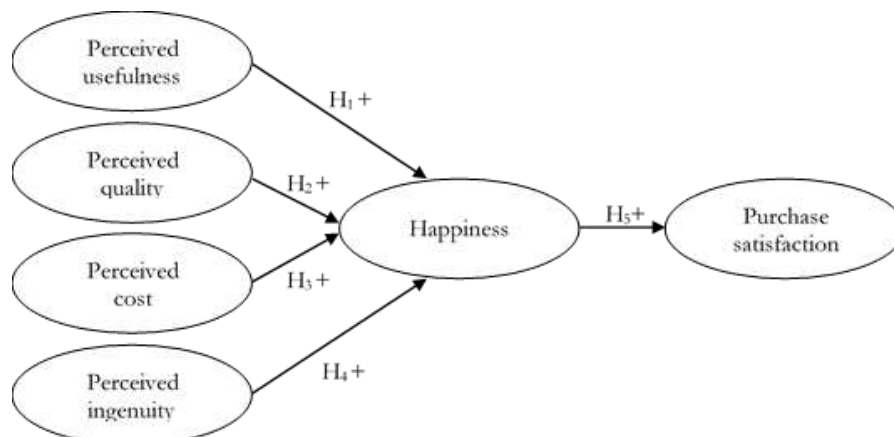 Perceived
usefulness
H₁+
Perceived
quality
H₂+
Happiness
H₅+
Purchase
satisfaction
Perceived
cost
H₃+
Perceived
ingenuity
H₄+